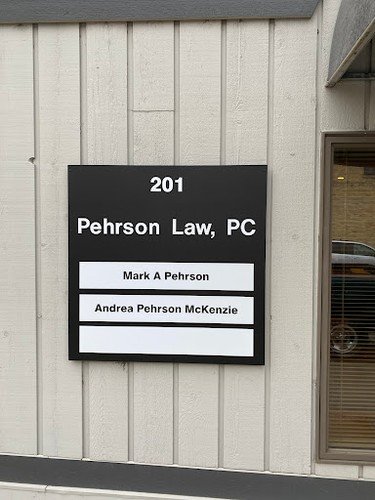 201
Pehrson Law, PC
Mark A Pehrson
Andrea Pehrson McKenzie